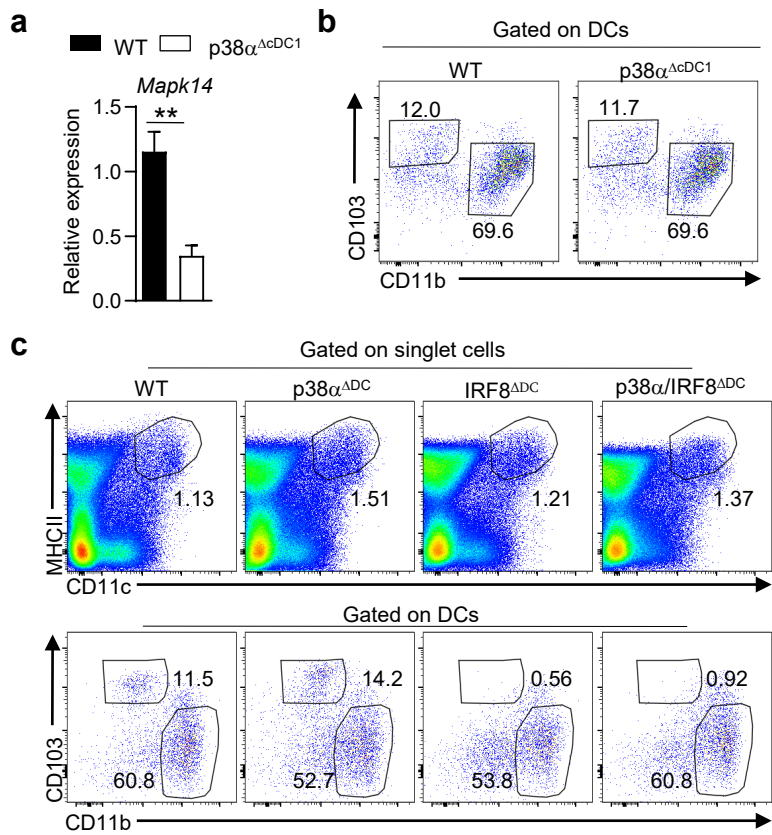 a
WT p38α^ΔcDC1
Mapk14
**
Relative expression
1.5
1.0
0.5
0.0
b
Gated on DCs
WT p38α^ΔcDC1
12.0 11.7
69.6 69.6
CD103
CD11b
c
Gated on singlet cells
WT p38α^ΔDC IRF8^ΔDC p38α/IRF8^ΔDC
1.13 1.51 1.21 1.37
MHCII
CD11c
Gated on DCs
11.5 14.2 0.56 0.92
60.8 52.7 53.8 60.8
CD103
CD11b